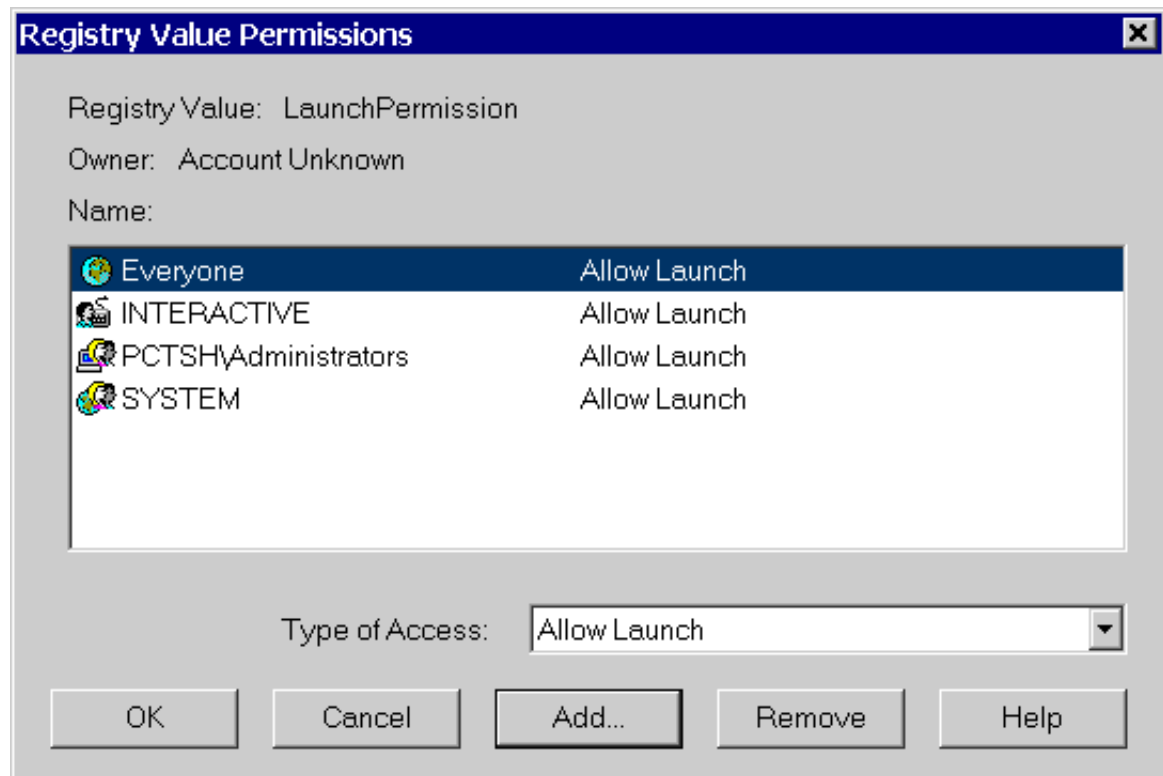 Registry Value Permissions
Registry Value: LaunchPermission
Owner: Account Unknown
Name:
Everyone Allow Launch
INTERACTIVE Allow Launch
PCTSH\Administrators Allow Launch
SYSTEM Allow Launch
Type of Access: Allow Launch
OK Cancel Add... Remove Help